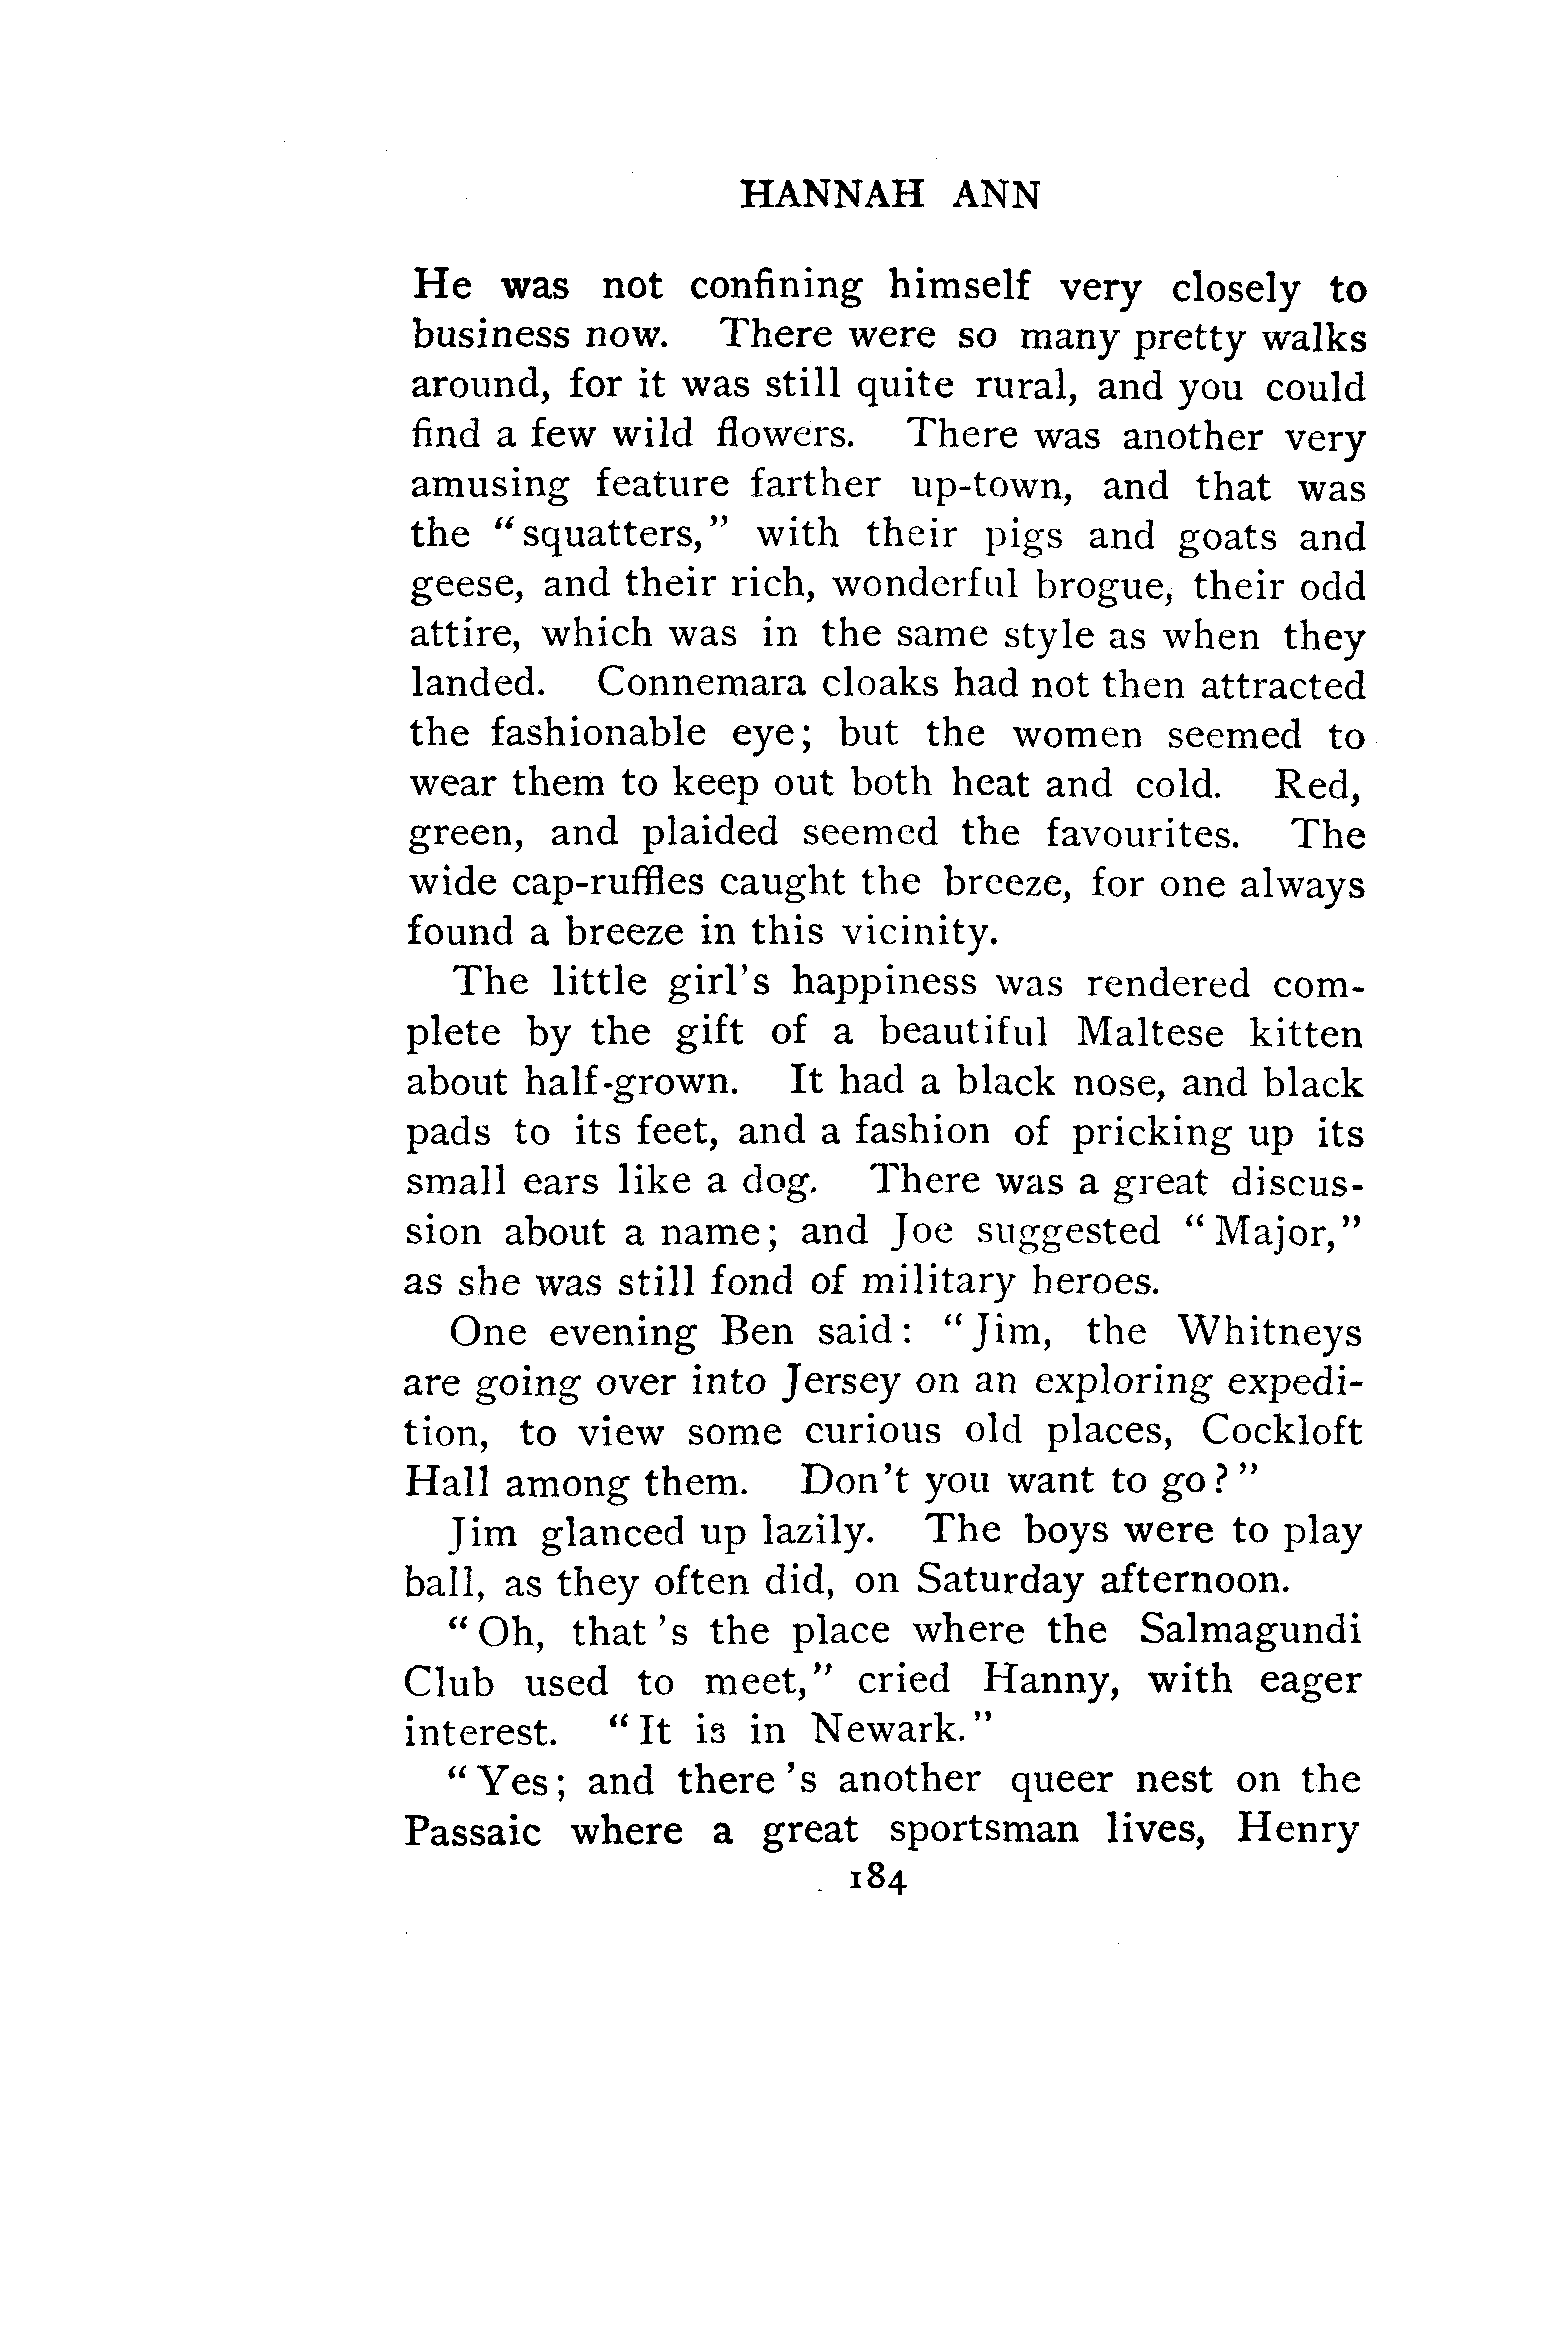 HANNAH ANN
He was not confining himself very closely to
business now. There were so many pretty walks
around, for it was still quite rural, and you could
find a few wild flowers. There was another very
amusing feature farther up-town, and that was
the "squatters," with their pigs and goats and
geese, and their rich, wonderful brogue, their odd
attire, which was in the same style as when they
landed. Connemara cloaks had not then attracted
the fashionable eye; but the women seemed to
wear them to keep out both heat and cold. Red,
green, and plaided seemed the favourites. The
wide cap-ruffles caught the breeze, for one always
found a breeze in this vicinity.
The little girl's happiness was rendered com-
plete by the gift of a beautiful Maltese kitten
about half-grown. It had a black nose, and black
pads to its feet, and a fashion of pricking up its
small ears like a dog. There was a great discus-
sion about a name; and Joe suggested "Major,"
as she was still fond of military heroes.
One evening Ben said: "Jim, the Whitneys
are going over into Jersey on an exploring expedi-
tion, to view some curious old places, Cockloft
Hall among them. Don't you want to go?"
Jim glanced up lazily. The boys were to play
ball, as they often did, on Saturday afternoon.
"Oh, that's the place where the Salmagundi
Club used to meet," cried Hanny, with eager
interest. "It is in Newark."
"Yes; and there's another queer nest on the
Passaic where a great sportsman lives, Henry
184